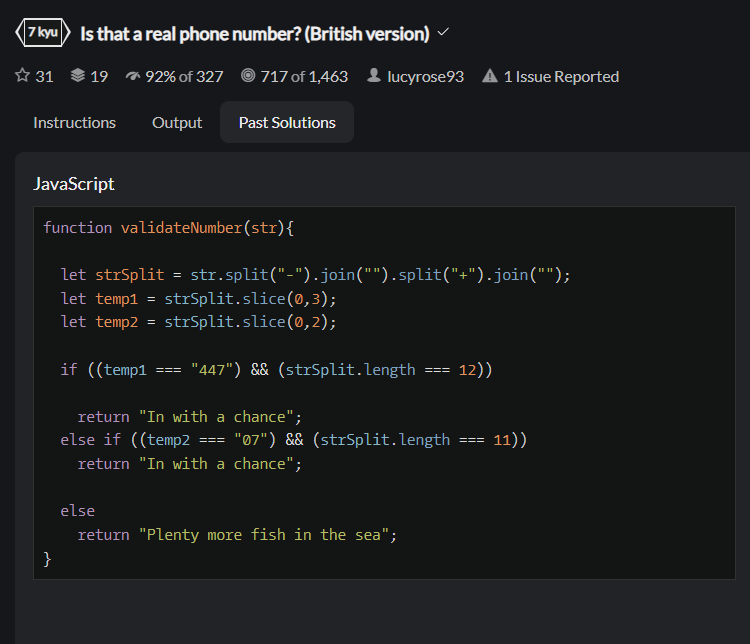 7 kyu Is that a real phone number? (British version)
31 19 92% of 327 717 of 1,463 lucyrose93 1 Issue Reported
Instructions Output Past Solutions
JavaScript
function validateNumber(str){
let strSplit = str.split("-").join("").split("+").join("");
let temp1 = strSplit.slice(0,3);
let temp2 = strSplit.slice(0,2);
if ((temp1 === "447") && (strSplit.length === 12))
return "In with a chance";
else if ((temp2 === "07") && (strSplit.length === 11))
return "In with a chance";
else
return "Plenty more fish in the sea";
}